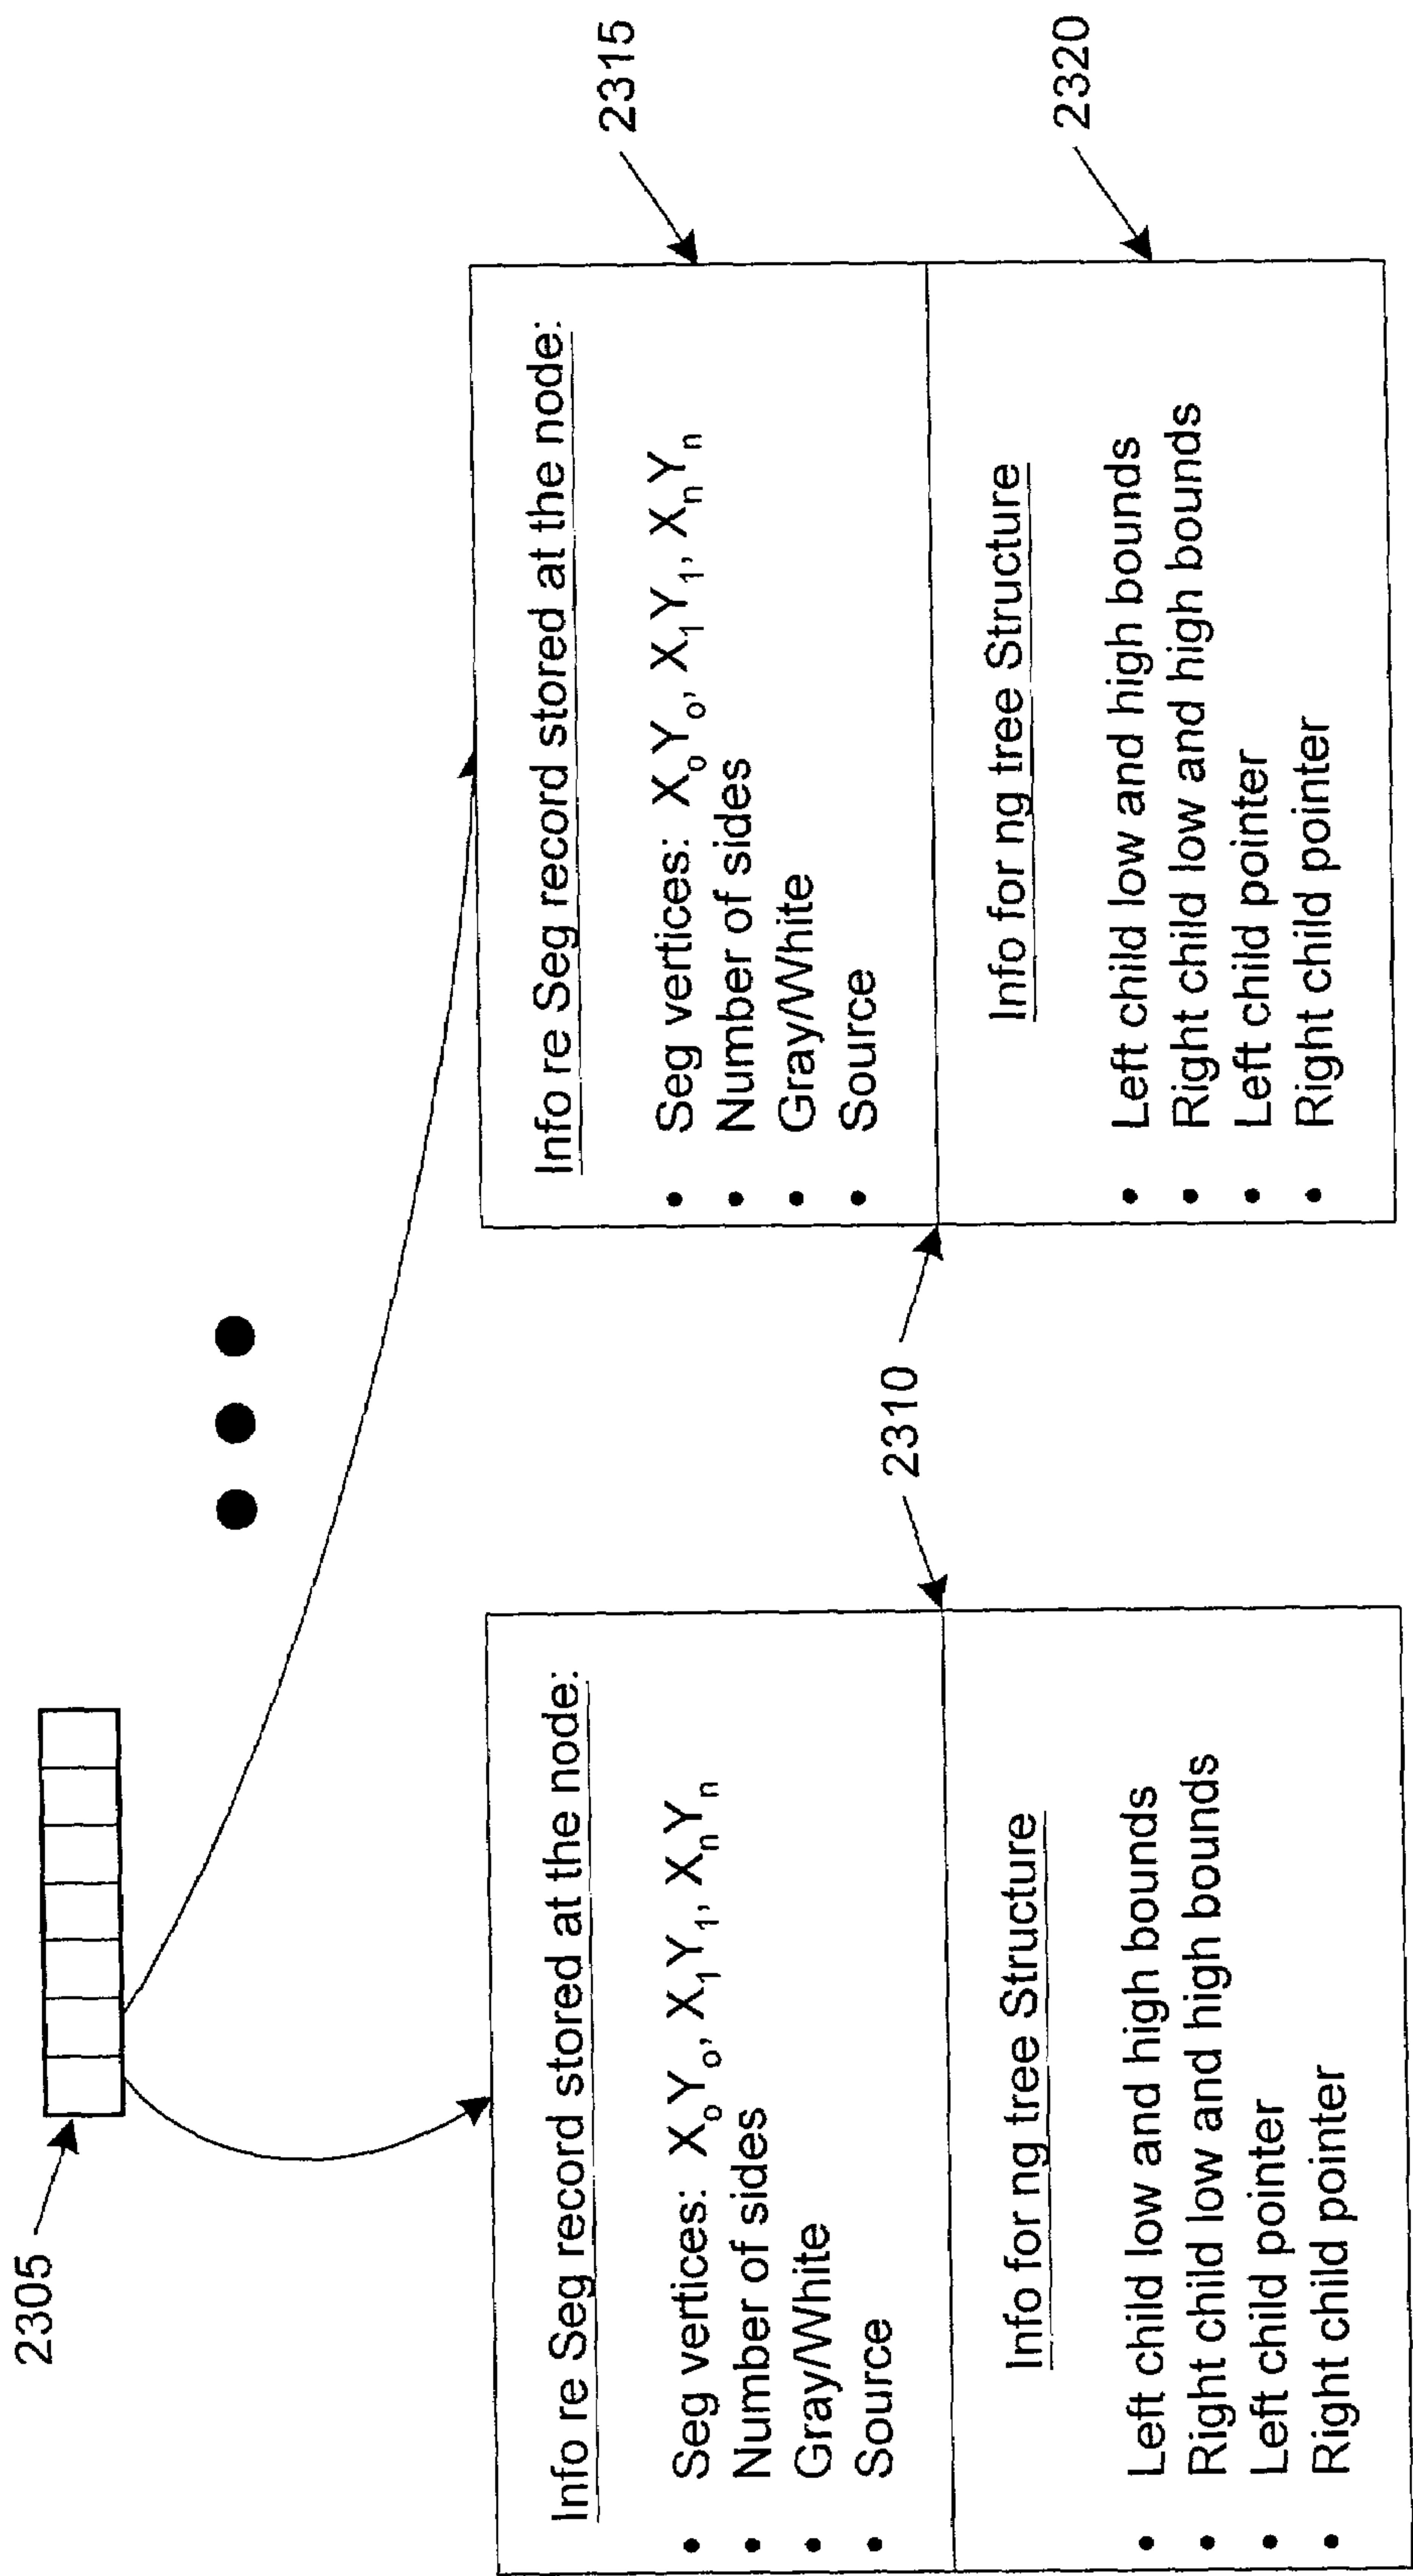 2305
Info re Seg record stored at the node:
• Seg vertices: XoYo, X1Y1, XnYn
• Number of sides
• Gray/White
• Source
Info for ng tree Structure
• Left child low and high bounds
• Right child low and high bounds
• Left child pointer
• Right child pointer
2310
Info re Seg record stored at the node:
• Seg vertices: XoYo, X1Y1, XnYn
• Number of sides
• Gray/White
• Source
Info for ng tree Structure
• Left child low and high bounds
• Right child low and high bounds
• Left child pointer
• Right child pointer
2315
2320